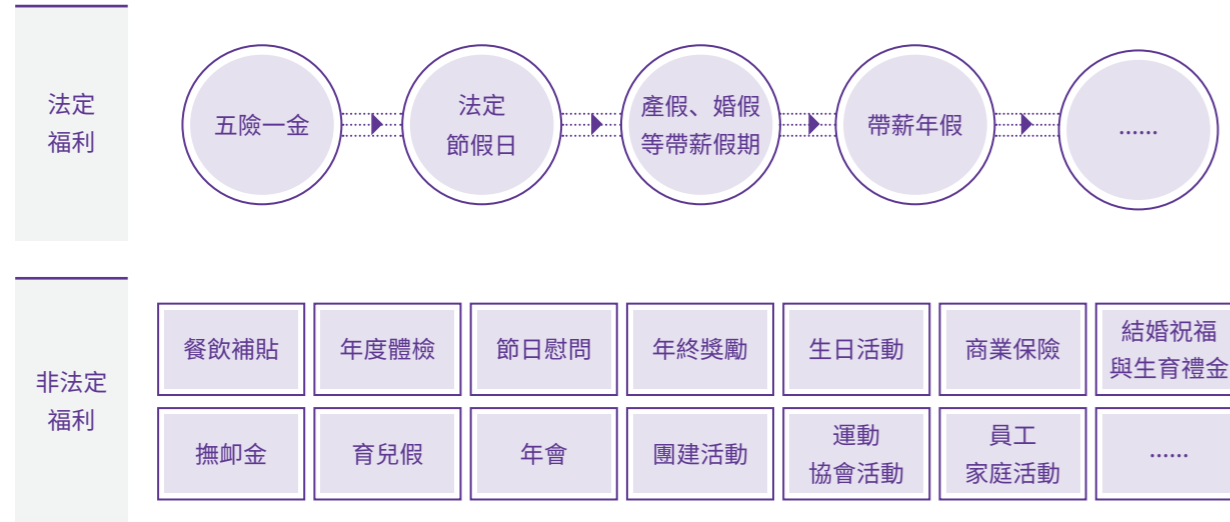 法定
福利
五險一金
法定
節假日
產假、婚假
等帶薪假期
帶薪年假
......
非法定
福利
餐飲補貼
年度體檢
節日慰問
年終獎勵
生日活動
商業保險
結婚祝福
與生育禮金
撫卹金
育兒假
年會
團建活動
運動
協會活動
員工
家庭活動
......